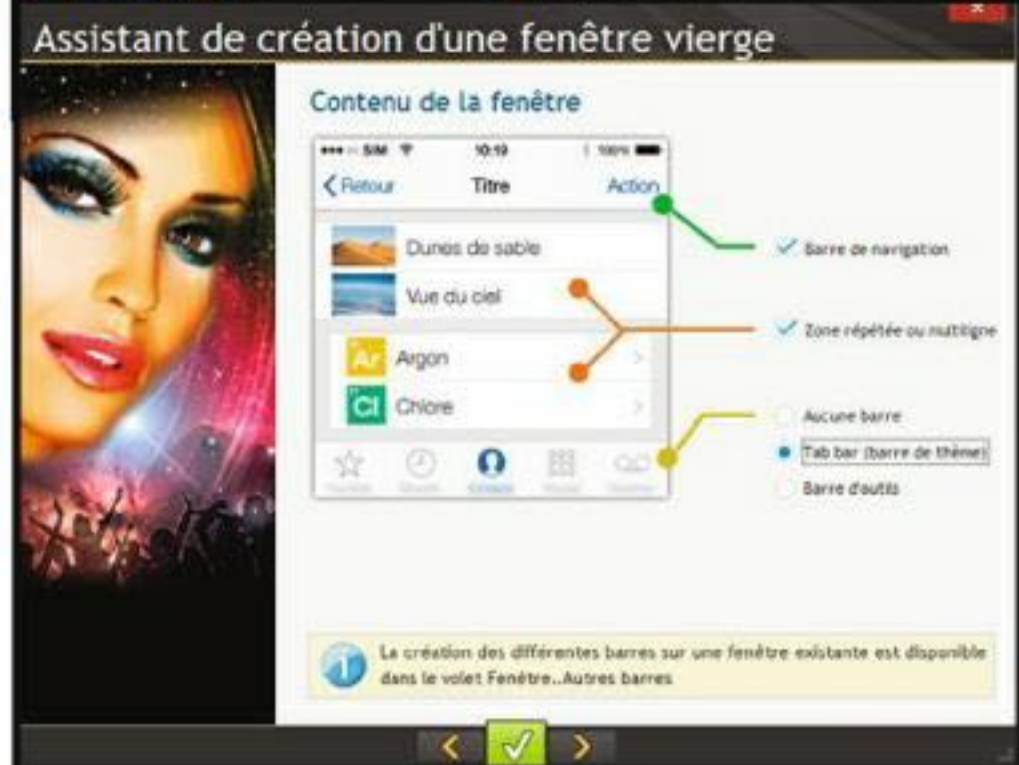 Assistant de création d'une fenêtre vierge
Contenu de la fenêtre
SIM 10:19 100%
Retour Titre Action
Dunes de sable
Vue du ciel
Ar Argon
Cl Chlore
Barre de navigation
Zone répétée ou multiligne
Aucune barre
Tab bar (barre de thème)
Barre d'outils
La création des différentes barres sur une fenêtre existante est disponible
dans le volet Fenêtre..Autres barres